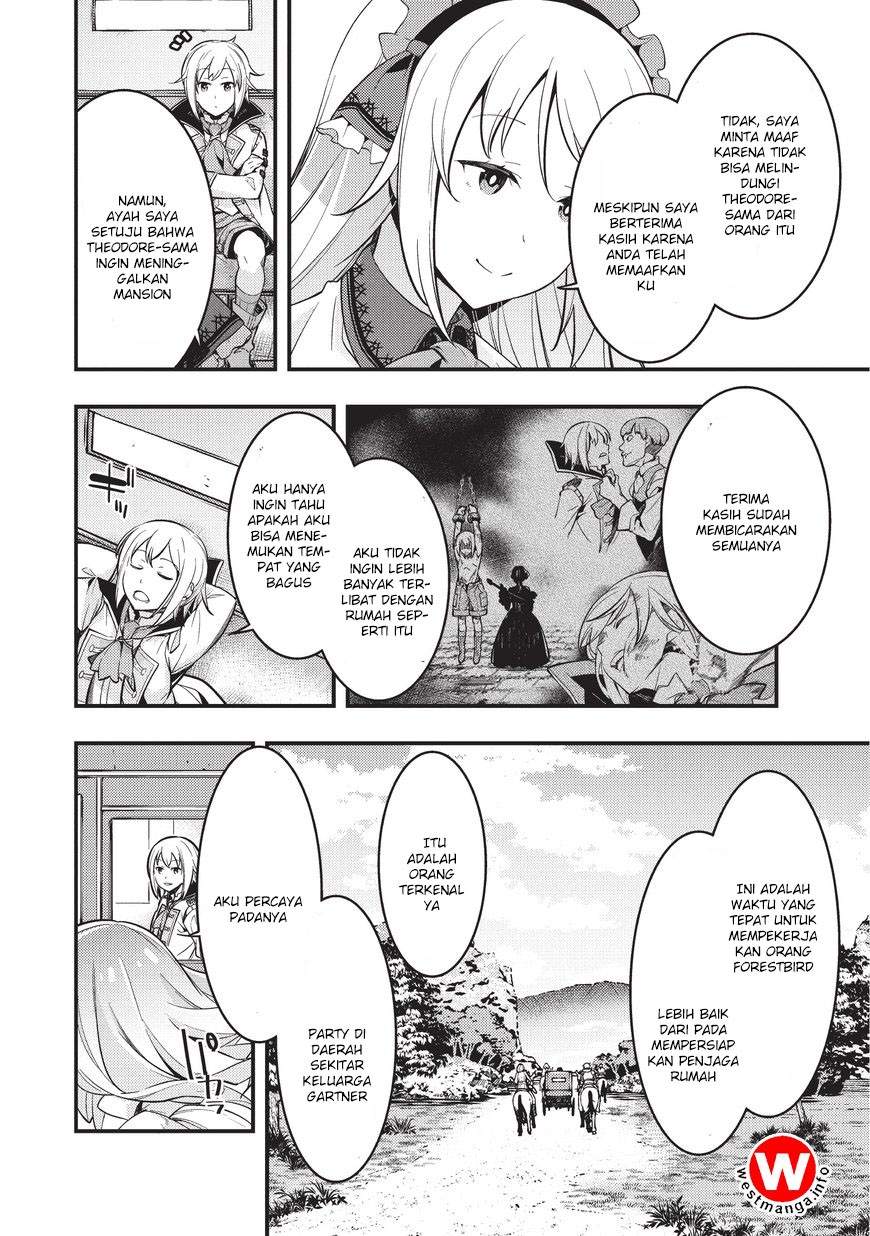 TIDAK, SAYA
MINTA MAAF
KARENA TIDAK
BISA MELIN-
DUNGI
THEODORE-
SAMA DARI
ORANG ITU
MESKIPUN SAYA
BERTERIMA
KASIH KARENA
ANDA TELAH
MEMAAFKAN
KU
NAMUN,
AYAH SAYA
SETUJU BAHWA
THEODORE-SAMA
INGIN MENING-
GALKAN
MANSION
TERIMA
KASIH SUDAH
MEMBICARAKAN
SEMUANYA
AKU TIDAK
INGIN LEBIH
BANYAK TER-
LIBAT DENGAN
RUMAH SEP-
ERTI ITU
AKU HANYA
INGIN TAHU
APAKAH AKU
BISA MENE-
MUKAN TEM-
PAT YANG
BAGUS
INI ADALAH
WAKTU YANG
TEPAT UNTUK
MEMPEKERJA
KAN ORANG
FORESTBIRD
LEBIH BAIK
DARI PADA
MEMPERSIAP
KAN PENJAGA
RUMAH
ITU
ADALAH
ORANG
TERKENAL
YA
PARTY DI
DAERAH
SEKITAR
KELUARGA
GARTNER
AKU PERCAYA
PADANYA
W
westmanga.info